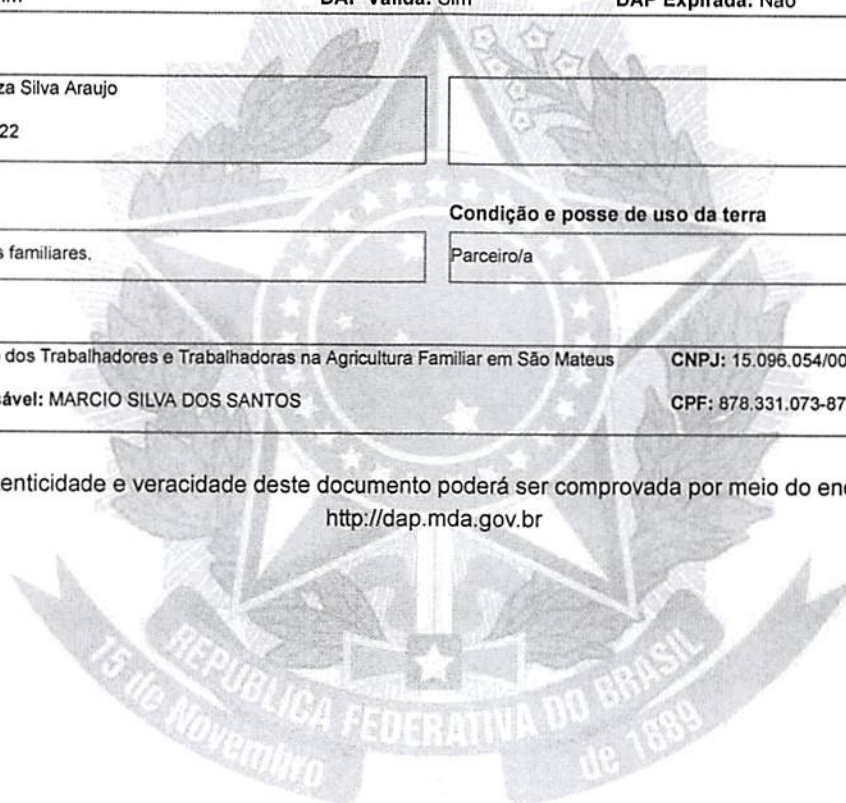 DAP Válida: Sim DAP Expirada: Não
za Silva Araujo
22
Condição e posse de uso da terra
s familiares.
Parceiro/a
dos Trabalhadores e Trabalhadoras na Agricultura Familiar em São Mateus CNPJ: 15.096.054/00
sável: MARCIO SILVA DOS SANTOS CPF: 878.331.073-87
enticidade e veracidade deste documento poderá ser comprovada por meio do en
http://dap.mda.gov.br
REPUBLICA FEDERATIVA DO BRASIL
15 de Novembro de 1889